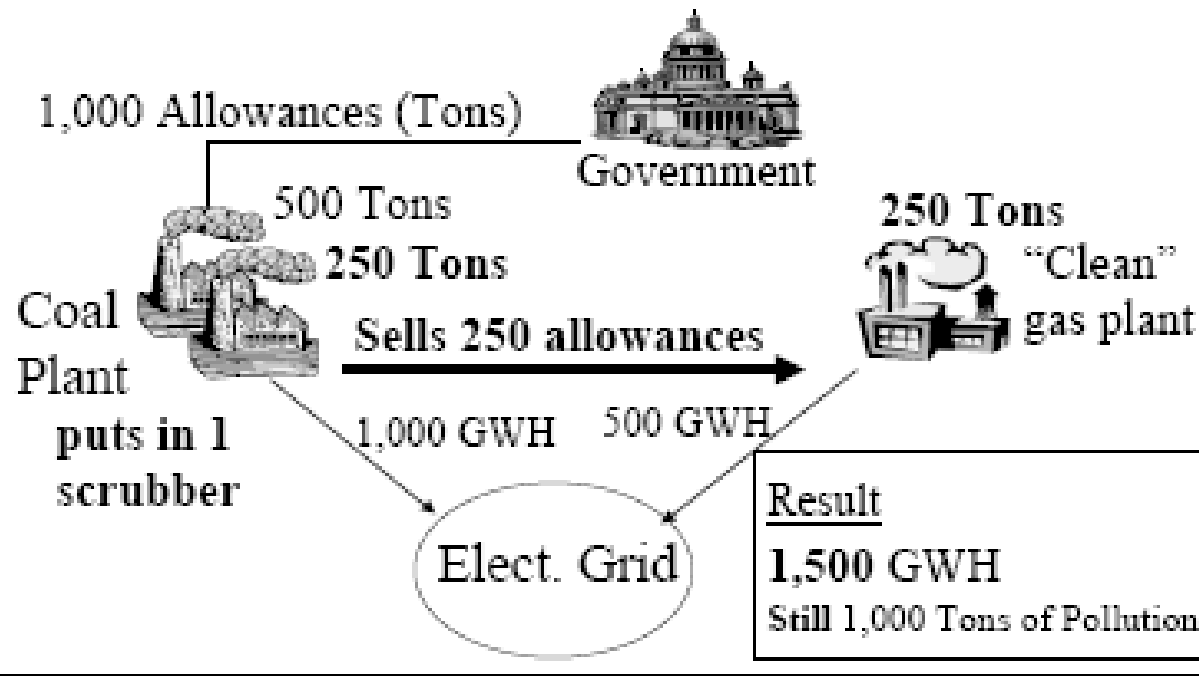 1,000 Allowances (Tons)
Government
500 Tons
250 Tons
250 Tons
“Clean”
gas plant
Coal
Plant
puts in 1
scrubber
Sells 250 allowances
1,000 GWH
500 GWH
Elect. Grid
Result
1,500 GWH
Still 1,000 Tons of Pollution